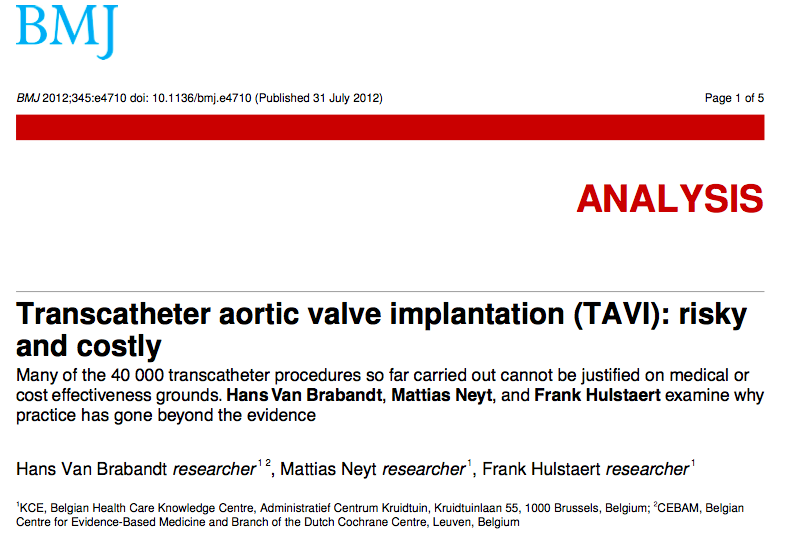 BMJ
BMJ 2012;345:e4710 doi: 10.1136/bmj.e4710 (Published 31 July 2012) Page 1 of 5
ANALYSIS
Transcatheter aortic valve implantation (TAVI): risky
and costly
Many of the 40 000 transcatheter procedures so far carried out cannot be justified on medical or
cost effectiveness grounds. Hans Van Brabandt, Mattias Neyt, and Frank Hulstaert examine why
practice has gone beyond the evidence
Hans Van Brabandt researcher 1 2, Mattias Neyt researcher 1, Frank Hulstaert researcher 1
1KCE, Belgian Health Care Knowledge Centre, Administratief Centrum Kruidtuin, Kruidtuinlaan 55, 1000 Brussels, Belgium; 2CEBAM, Belgian
Centre for Evidence-Based Medicine and Branch of the Dutch Cochrane Centre, Leuven, Belgium